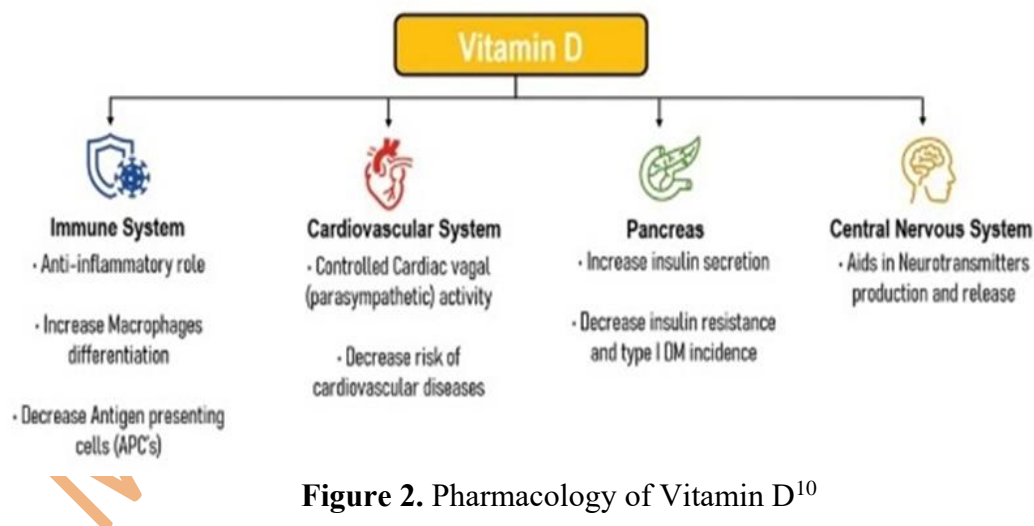 Vitamin D
Immune System
· Anti-inflammatory role
· Increase Macrophages
differentiation
· Decrease Antigen presenting
cells (APC's)
Cardiovascular System
· Controlled Cardiac vagal
(parasympathetic) activity
· Decrease risk of
cardiovascular diseases
Pancreas
· Increase insulin secretion
· Decrease insulin resistance
and type I DM incidence
Central Nervous System
· Aids in Neurotransmitters
production and release
Figure 2. Pharmacology of Vitamin D¹⁰